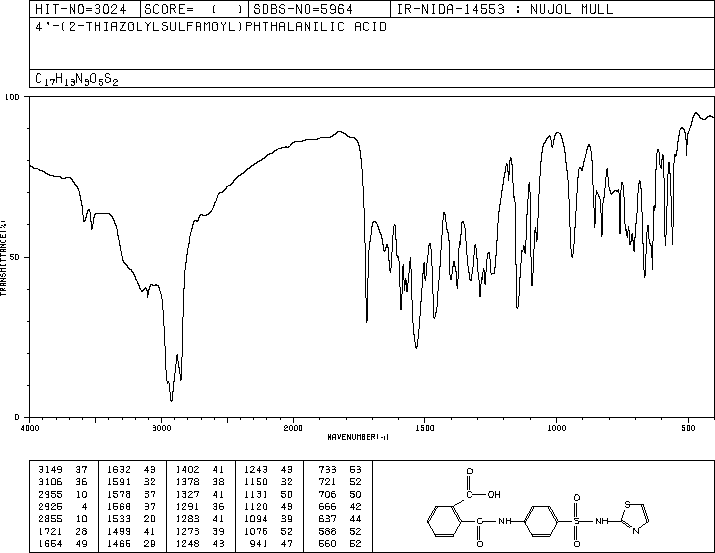 HIT-NO=3024 SCORE= ( ) SDBS-NO=5964 IR-NIDA-14553 : NUJOL MULL
4'-(2-THIAZOLYLSULFAMOYL)PHTHALANILIC ACID
C17H13N3O5S2
100
TRANSMITTANCE(%)
50
0
4000 3000 2000 1500 1000 500
WAVENUMBER(-1)
3149 37 1632 49 1402 41 1243 49 733 53
3106 36 1591 32 1378 38 1150 32 721 52
2955 10 1578 37 1327 41 1131 50 706 50
2925 4 1568 37 1291 36 1120 49 666 42
2855 10 1533 20 1283 41 1094 39 637 44
1721 28 1499 41 1273 39 1076 52 588 52
1654 49 1466 29 1248 43 941 47 560 52
O
C OH
C NH
O
O
S NH
O
S
N